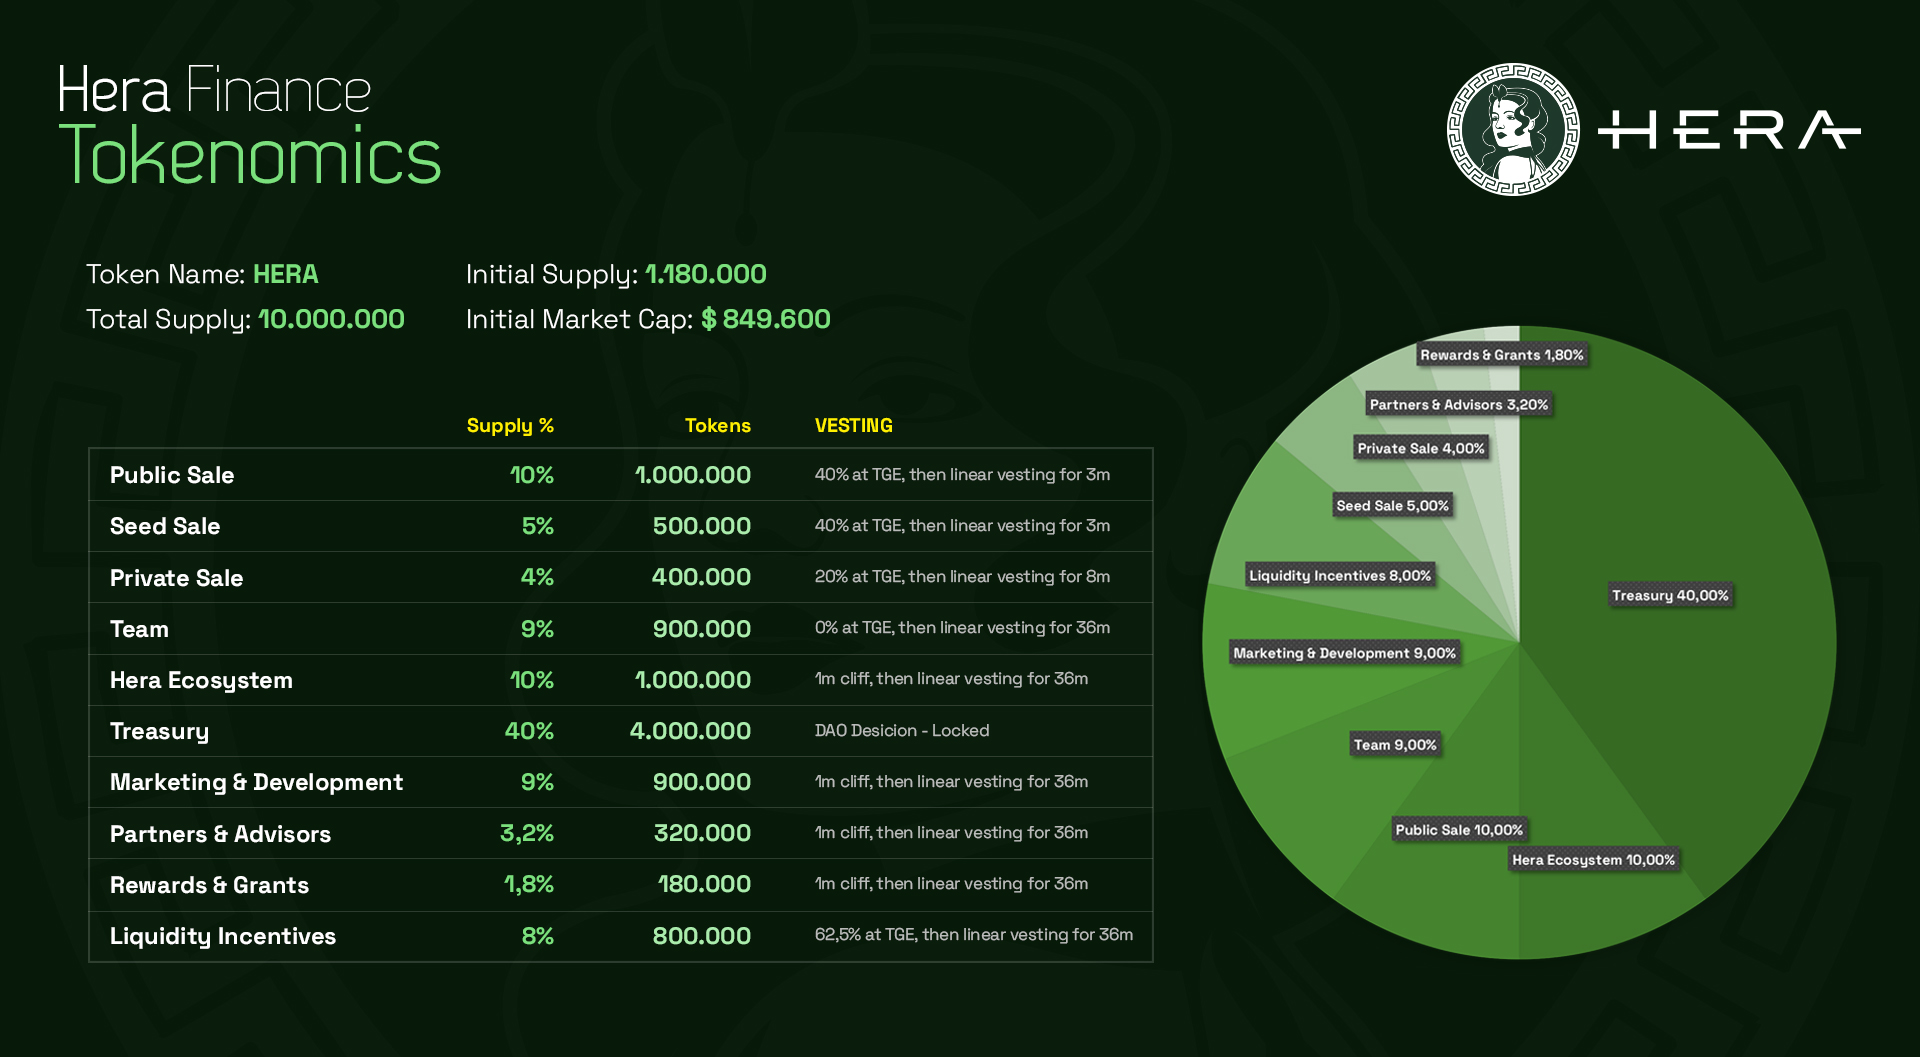 Hera Finance
Tokenomics
HERA
Token Name: HERA
Initial Supply: 1.180.000
Total Supply: 10.000.000
Initial Market Cap: $ 849.600
Supply % Tokens VESTING
Public Sale 10% 1.000.000 40% at TGE, then linear vesting for 3m
Seed Sale 5% 500.000 40% at TGE, then linear vesting for 3m
Private Sale 4% 400.000 20% at TGE, then linear vesting for 8m
Team 9% 900.000 0% at TGE, then linear vesting for 36m
Hera Ecosystem 10% 1.000.000 1m cliff, then linear vesting for 36m
Treasury 40% 4.000.000 DAO Desicion - Locked
Marketing & Development 9% 900.000 1m cliff, then linear vesting for 36m
Partners & Advisors 3,2% 320.000 1m cliff, then linear vesting for 36m
Rewards & Grants 1,8% 180.000 1m cliff, then linear vesting for 36m
Liquidity Incentives 8% 800.000 62,5% at TGE, then linear vesting for 36m
Rewards & Grants 1,80%
Partners & Advisors 3,20%
Private Sale 4,00%
Seed Sale 5,00%
Liquidity Incentives 8,00%
Treasury 40,00%
Marketing & Development 9,00%
Team 9,00%
Public Sale 10,00%
Hera Ecosystem 10,00%